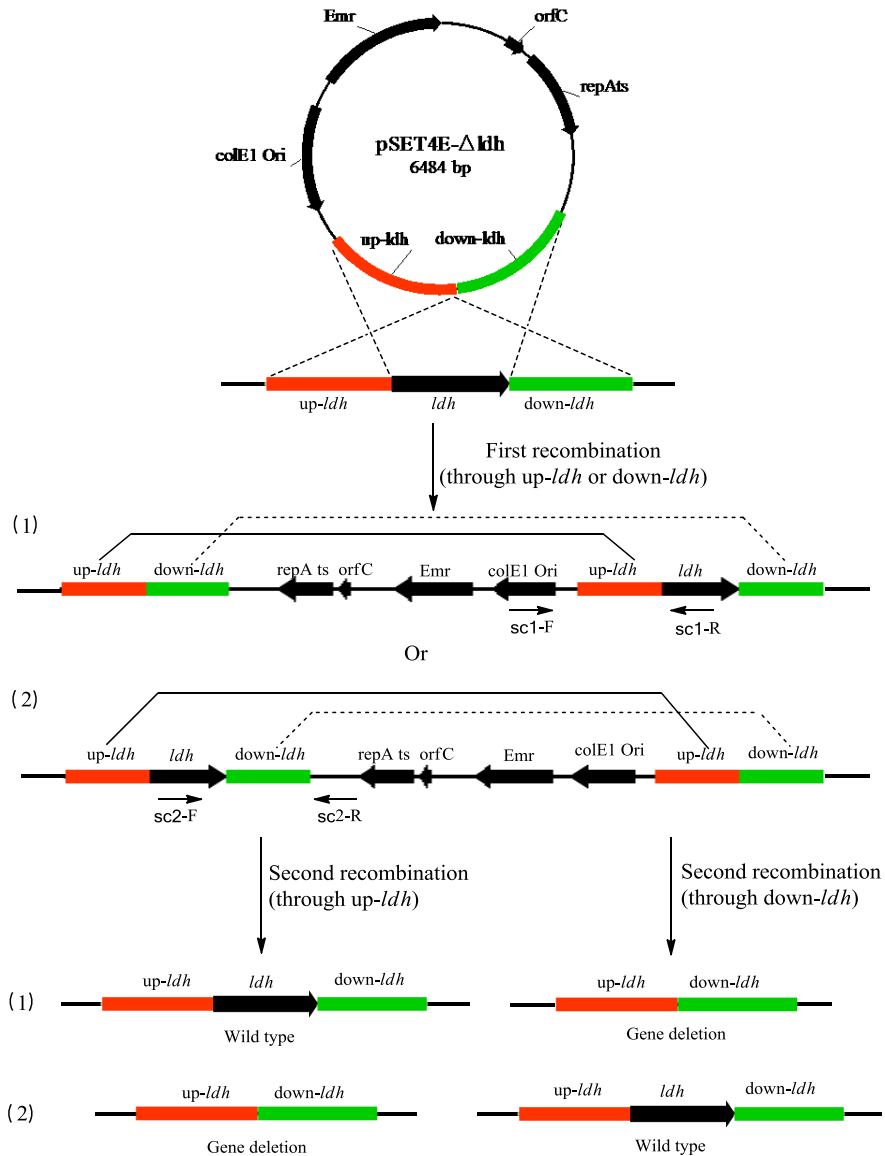 Emr
orfC
repAts
colE1 Ori
pSET4E-Δldh
6484 bp
up-ldh
down-ldh
up-ldh
ldh
down-ldh
First recombination
(through up-ldh or down-ldh)
(1)
up-ldh
down-ldh
repA ts
orfC
Emr
colE1 Ori
up-ldh
ldh
down-ldh
sc1-F
sc1-R
Or
(2)
up-ldh
ldh
down-ldh
repA ts
orfC
Emr
colE1 Ori
up-ldh
down-ldh
sc2-F
sc2-R
Second recombination
(through up-ldh)
Second recombination
(through down-ldh)
(1)
up-ldh
ldh
down-ldh
Wild type
up-ldh
down-ldh
Gene deletion
(2)
up-ldh
down-ldh
Gene deletion
up-ldh
ldh
down-ldh
Wild type